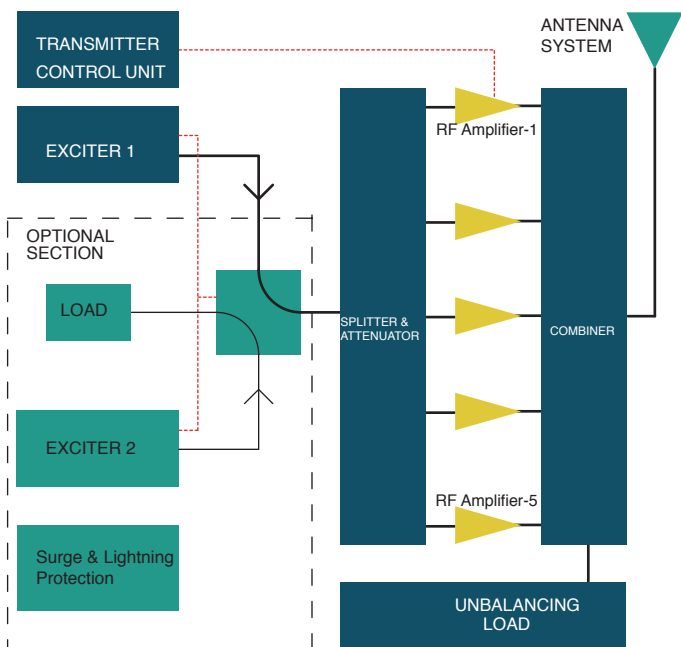 TRANSMITTER
CONTROL UNIT
ANTENNA
SYSTEM
EXCITER 1
RF Amplifier-1
OPTIONAL
SECTION
LOAD
SPLITTER &
ATTENUATOR
COMBINER
EXCITER 2
RF Amplifier-5
Surge & Lightning
Protection
UNBALANCING
LOAD